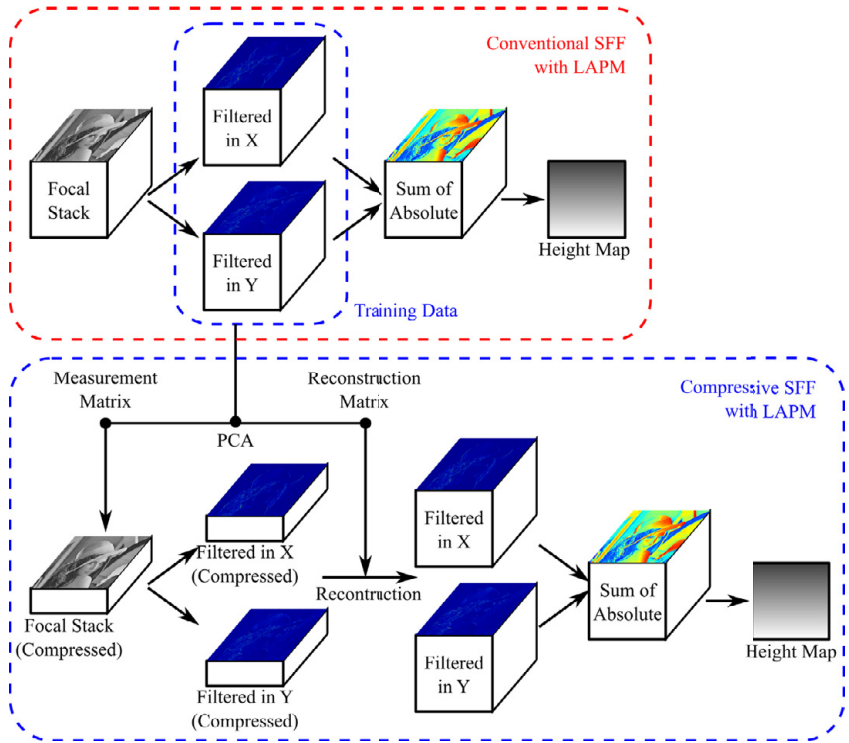 Conventional SFF
with LAPM
Focal
Stack
Filtered
in X
Filtered
in Y
Sum of
Absolute
Height Map
Training Data
Measurement
Matrix
Reconstruction
Matrix
PCA
Compressive SFF
with LAPM
Focal Stack
(Compressed)
Filtered in X
(Compressed)
Filtered in Y
(Compressed)
Recontruction
Filtered
in X
Filtered
in Y
Sum of
Absolute
Height Map